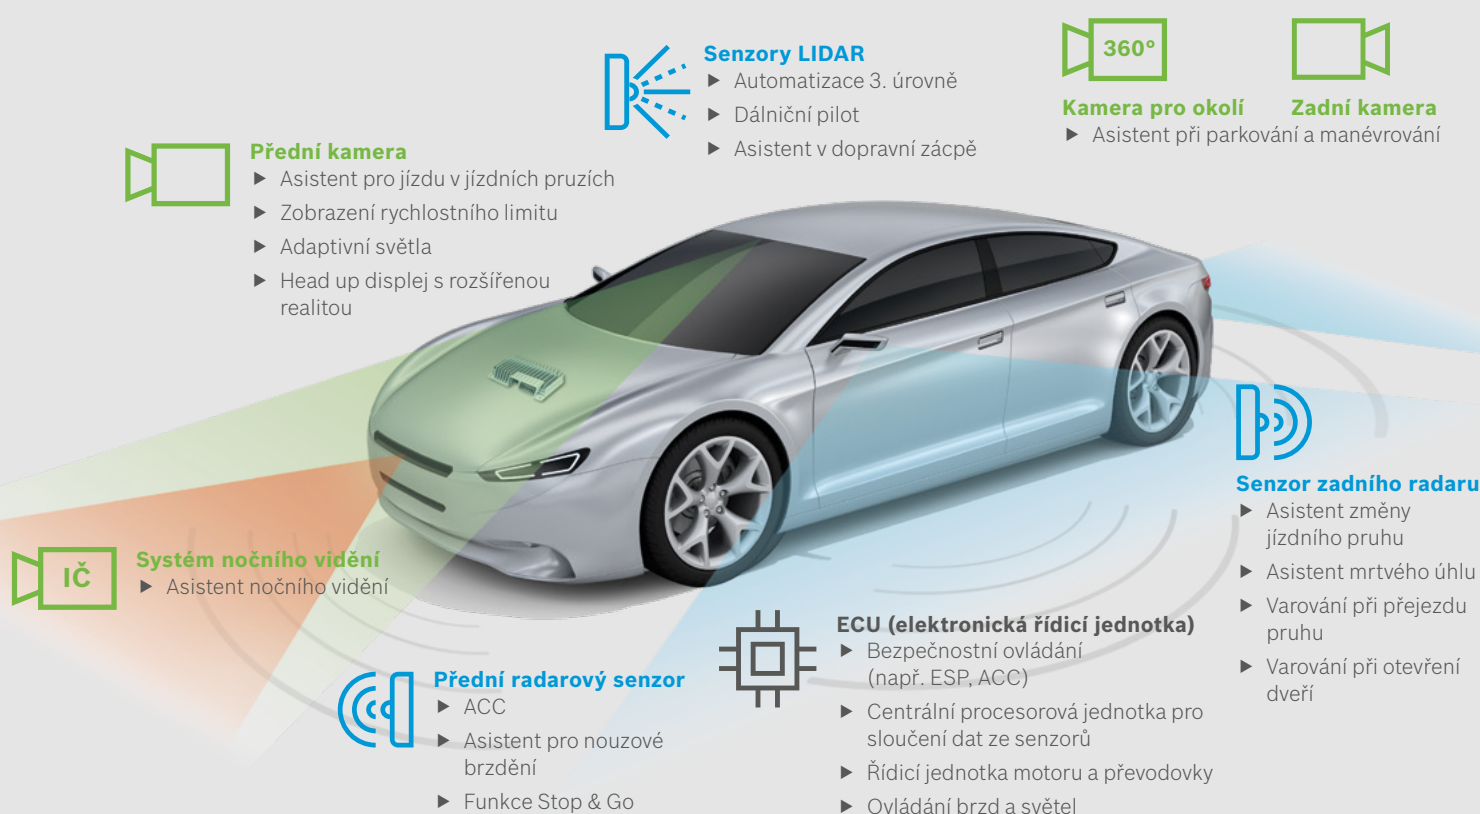 Senzory LIDAR
▶ Automatizace 3. úrovně
▶ Dálniční pilot
▶ Asistent v dopravní zácpě
360°
Kamera pro okolí
Zadní kamera
▶ Asistent při parkování a manévrování
Přední kamera
▶ Asistent pro jízdu v jízdních pruzích
▶ Zobrazení rychlostního limitu
▶ Adaptivní světla
▶ Head up displej s rozšířenou
realitou
Senzor zadního radaru
▶ Asistent změny
jízdního pruhu
▶ Asistent mrtvého úhlu
▶ Varování při přejezdu
pruhu
▶ Varování při otevření
dveří
IČ
Systém nočního vidění
▶ Asistent nočního vidění
Přední radarový senzor
▶ ACC
▶ Asistent pro nouzové
brzdění
▶ Funkce Stop & Go
ECU (elektronická řídicí jednotka)
▶ Bezpečnostní ovládání
(např. ESP, ACC)
▶ Centrální procesorová jednotka pro
sloučení dat ze senzorů
▶ Řídicí jednotka motoru a převodovky
▶ Ovládání brzd a světel